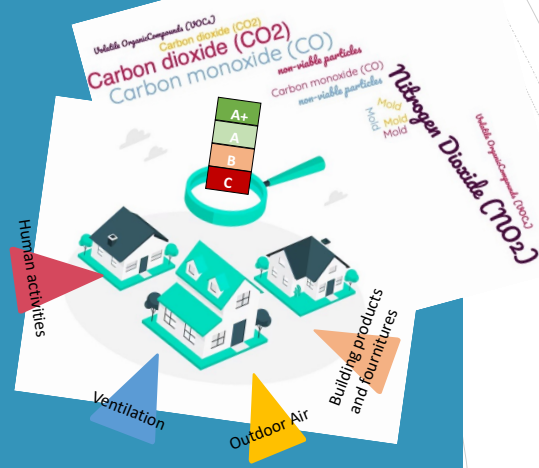 Volatile OrganicCompounds (VOCs)
Carbon dioxide (CO2)
Carbon dioxide (CO2)
Carbon monoxide (CO)
non-viable particles
Carbon monoxide (CO)
non-viable particles
Mold
Mold
Mold
Mold
Nitrogen Dioxide (NO2)
Volatile OrganicCompounds (VOCs)
A+
A
B
C
Human activities
Ventilation
Outdoor Air
Building products
and fournitures